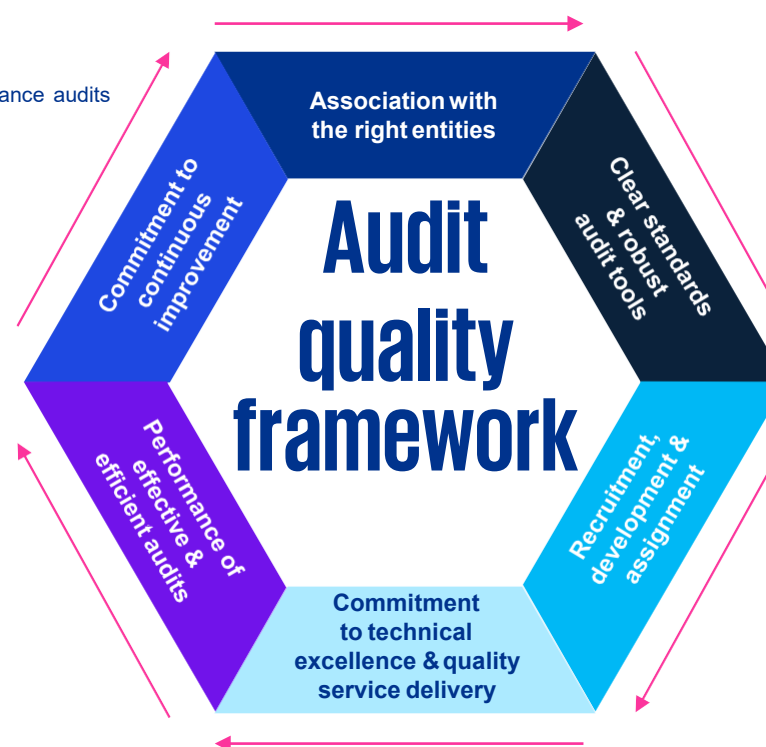 ance audits
Association with
the right entities
Clear standards
& robust
audit tools
Recruitment,
development &
assignment
Commitment
to technical
excellence & quality
service delivery
Performance of
effective &
efficient audits
Commitment to
continuous
improvement
Audit
quality
framework